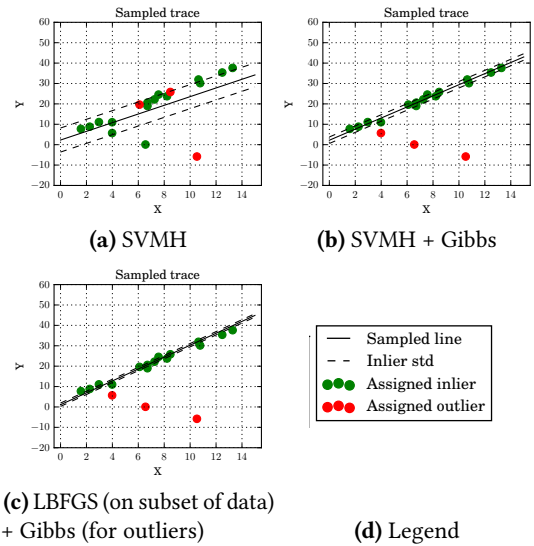 Sampled trace
60
50
40
30
20
10
0
−10
−20
Y
0 2 4 6 8 10 12 14
X
(a) SVMH
Sampled trace
60
50
40
30
20
10
0
−10
−20
Y
0 2 4 6 8 10 12 14
X
(b) SVMH + Gibbs
Sampled trace
60
50
40
30
20
10
0
−10
−20
Y
0 2 4 6 8 10 12 14
X
(c) LBFGS (on subset of data)
+ Gibbs (for outliers)
Sampled line
Inlier std
Assigned inlier
Assigned outlier
(d) Legend